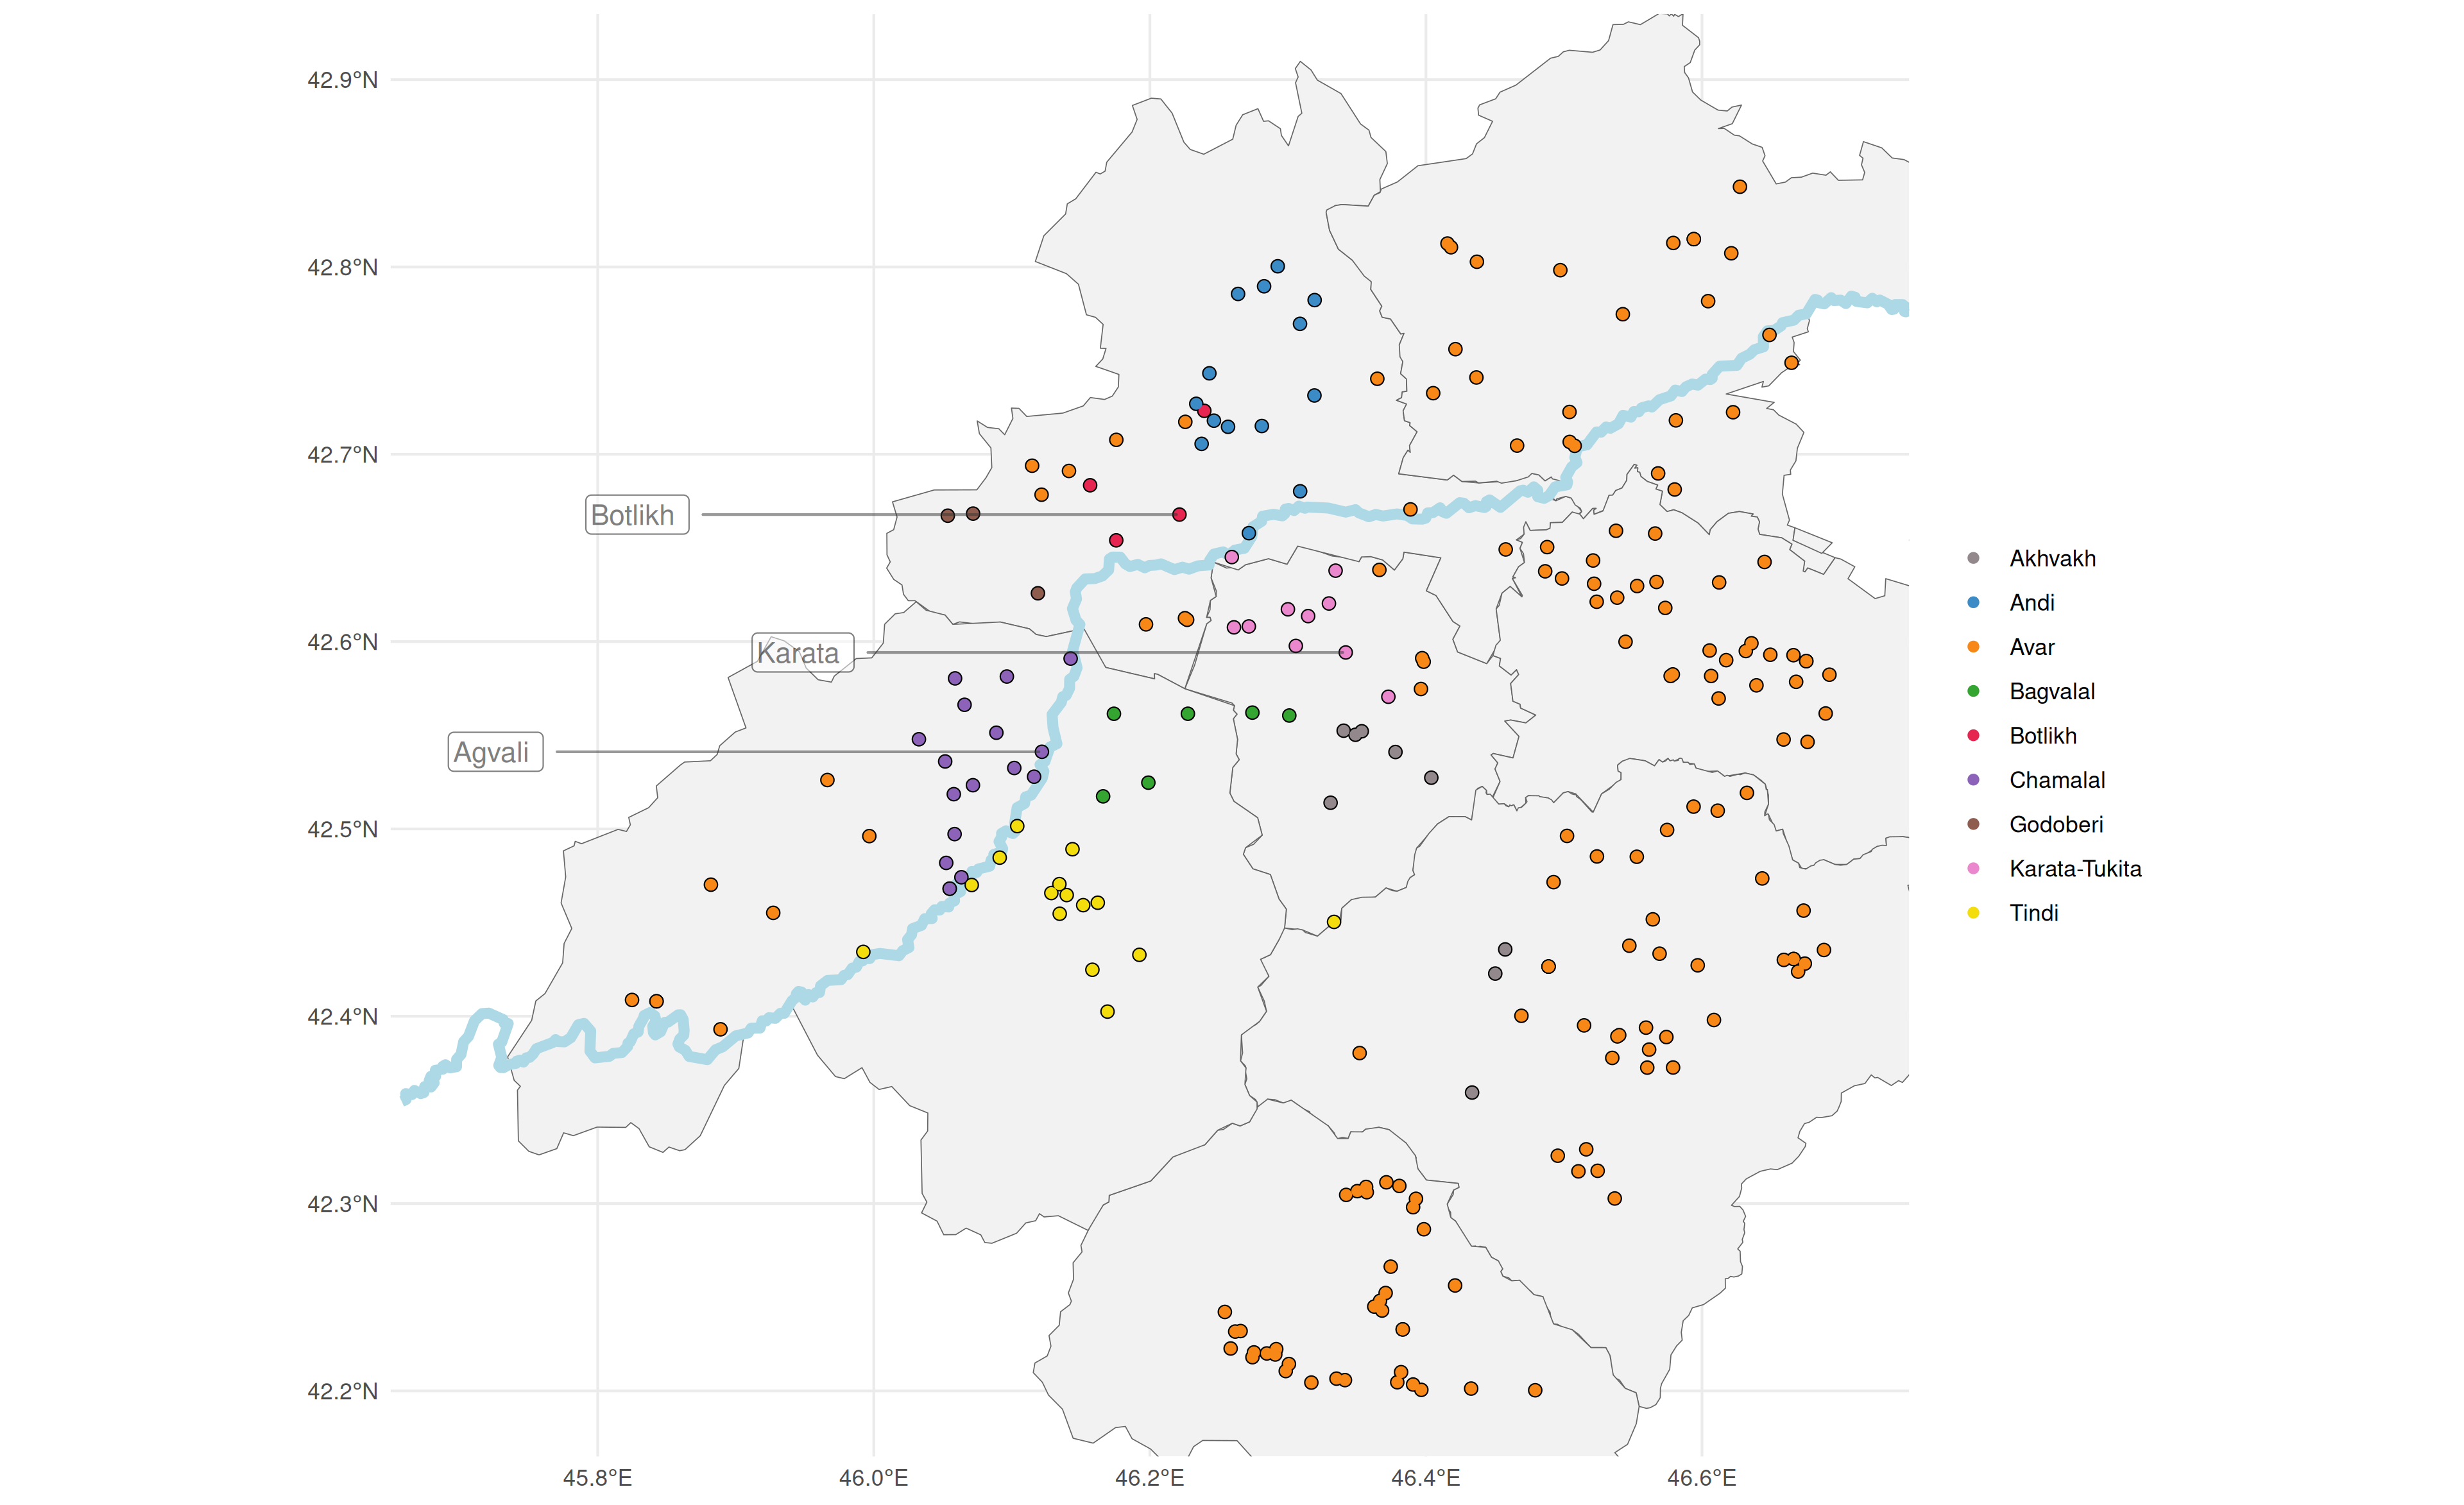 42.9°N
42.8°N
42.7°N
42.6°N
42.5°N
42.4°N
42.3°N
42.2°N
45.8°E
46.0°E
46.2°E
46.4°E
46.6°E
Botlikh
Karata
Agvali
Akhvakh
Andi
Avar
Bagvalal
Botlikh
Chamalal
Godoberi
Karata-Tukita
Tindi